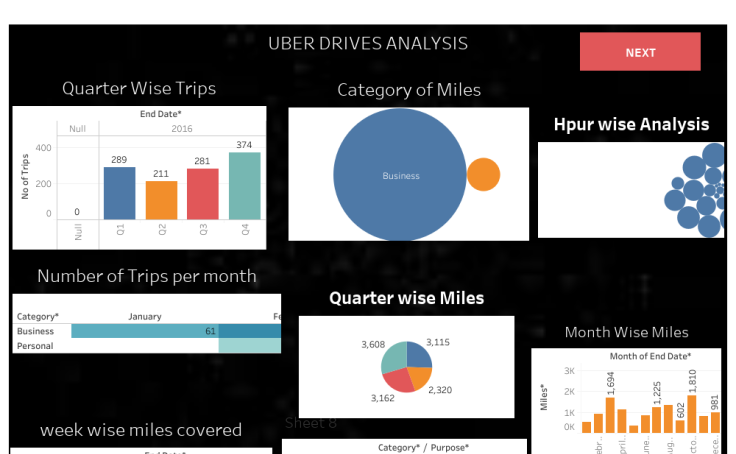 UBER DRIVES ANALYSIS
NEXT
Quarter Wise Trips
End Date*
Null 2016
No of Trips
400
200
0
0
289
211
281
374
Null
Q1
Q2
Q3
Q4
Category of Miles
Business
Hpur wise Analysis
Number of Trips per month
Category* January Fe
Business 61
Personal
Quarter wise Miles
3,608
3,115
3,162
2,320
Month Wise Miles
Month of End Date*
Miles*
3K
2K
1K
0K
1,694
1,225
602
1,810
981
ebr..
pril..
une..
ug..
cto..
ece..
week wise miles covered
Sheet 8
Category* / Purpose*